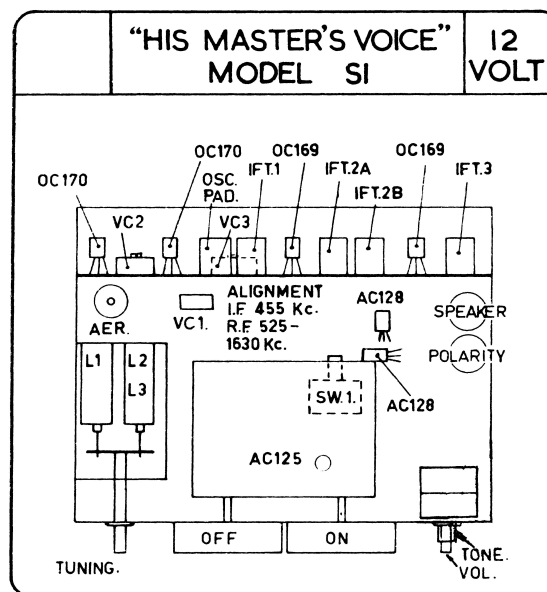 "HIS MASTER'S VOICE"
MODEL S1
12
VOLT
OC170
VC2
OC170
OSC.
PAD.
IFT.1
VC3
OC169
IFT.2A
IFT.2B
OC169
IFT.3
AER.
VC1.
ALIGNMENT
I.F 455 Kc.
R.F 525-
1630 Kc.
AC128
SPEAKER
POLARITY
L1
L2
L3
SW.1.
AC128
AC125
OFF
ON
TUNING.
TONE.
VOL.